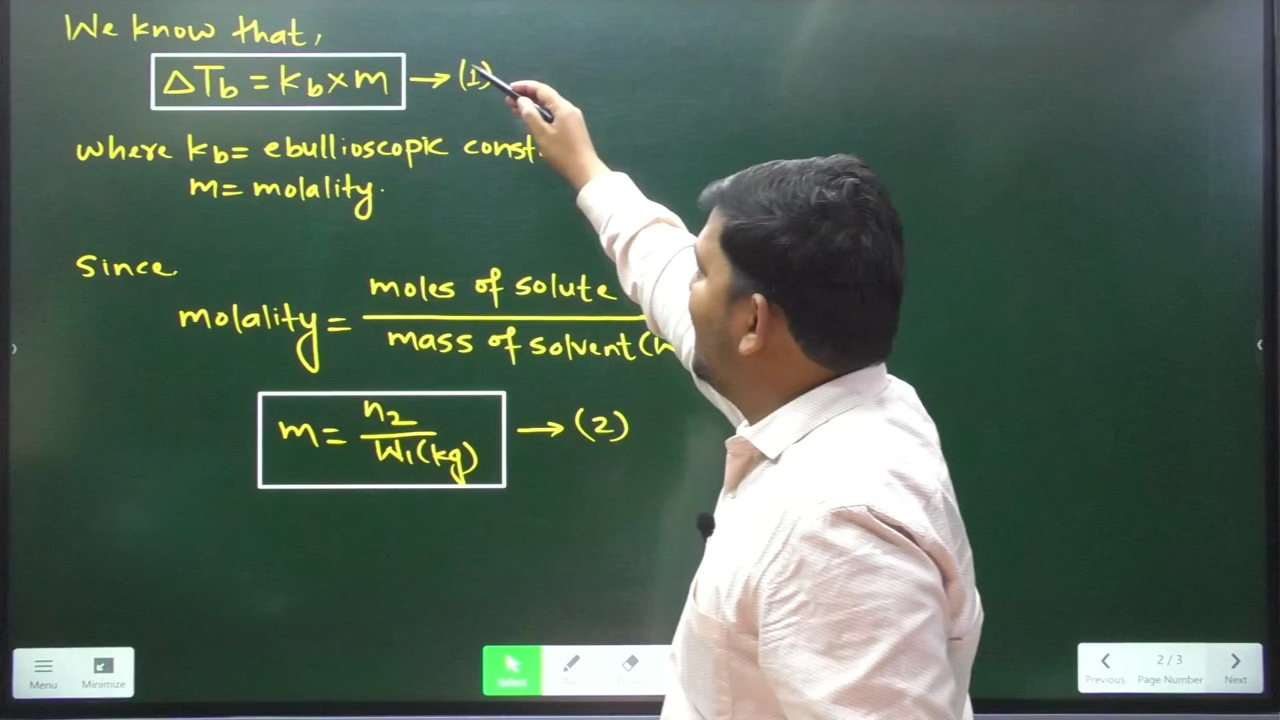 We know that,
ΔTb = Kb × m → (1)
where Kb = ebullioscopic const.
m = molality.
Since
molality = moles of solute
mass of solvent (
m = n2
W1(kg) → (2)
Menu
Minimize
Select
Previous
2 / 3
Page Number
Next